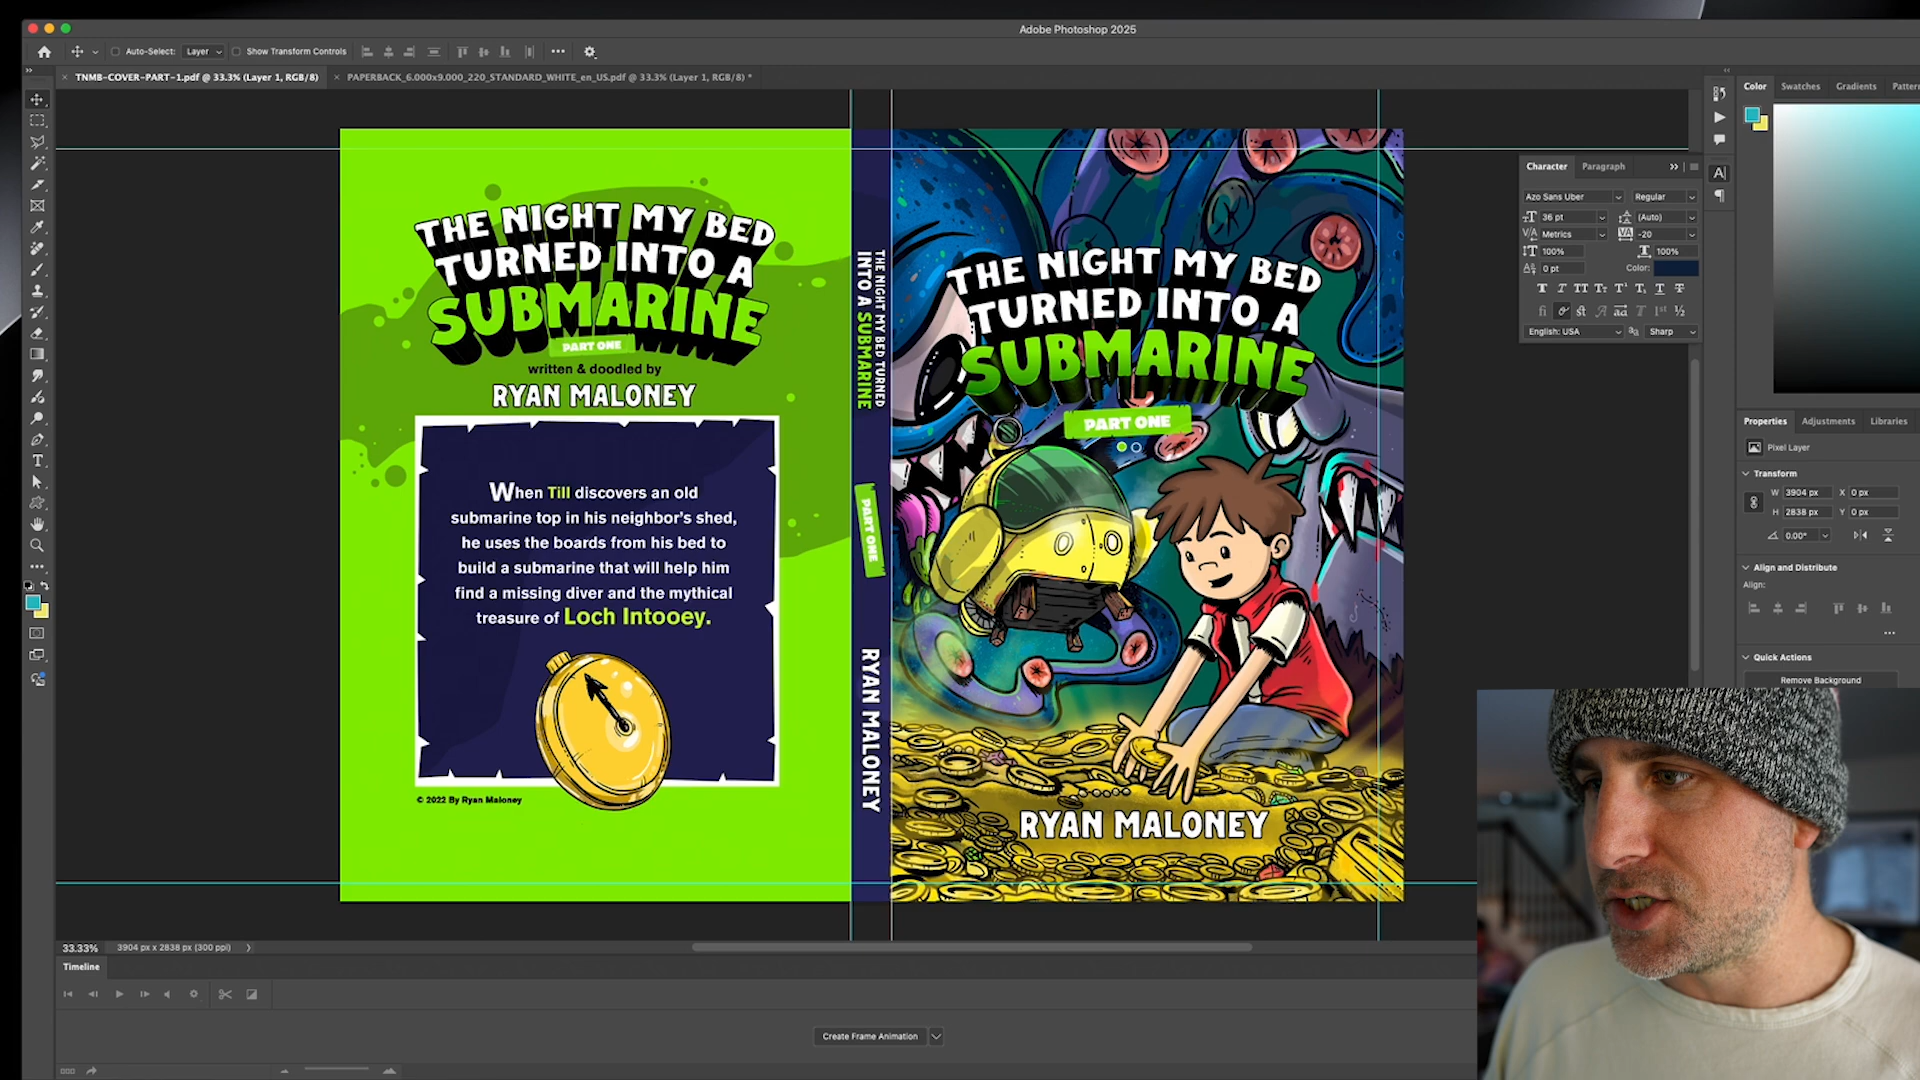 Adobe Photoshop 2025
Auto-Select: Layer Show Transform Controls
TNMB-COVER-PART-1.pdf @ 33.3% (Layer 1, RGB/8)
PAPERBACK_6.000x9.000_220_STANDARD_WHITE_en_US.pdf @ 33.3% (Layer 1, RGB/8) *
THE NIGHT MY BED
TURNED INTO A
SUBMARINE
PART ONE
written & doodled by
RYAN MALONEY
When Till discovers an old
submarine top in his neighbor's shed,
he uses the boards from his bed to
build a submarine that will help him
find a missing diver and the mythical
treasure of Loch Intooey.
© 2022 By Ryan Maloney
THE NIGHT MY BED TURNED
INTO A SUBMARINE
PART ONE
RYAN MALONEY
THE NIGHT MY BED
TURNED INTO A
SUBMARINE
PART ONE
RYAN MALONEY
Character Paragraph
Azo Sans Uber Regular
36 pt (Auto)
Metrics -20
100% 100%
0 pt Color:
English: USA Sharp
Color Swatches Gradients Pattern
Properties Adjustments Libraries
Pixel Layer
Transform
W 3904 px X 0 px
H 2838 px Y 0 px
0.00°
Align and Distribute
Align:
Quick Actions
Remove Background
33.33% 3904 px x 2838 px (300 ppi)
Timeline
Create Frame Animation